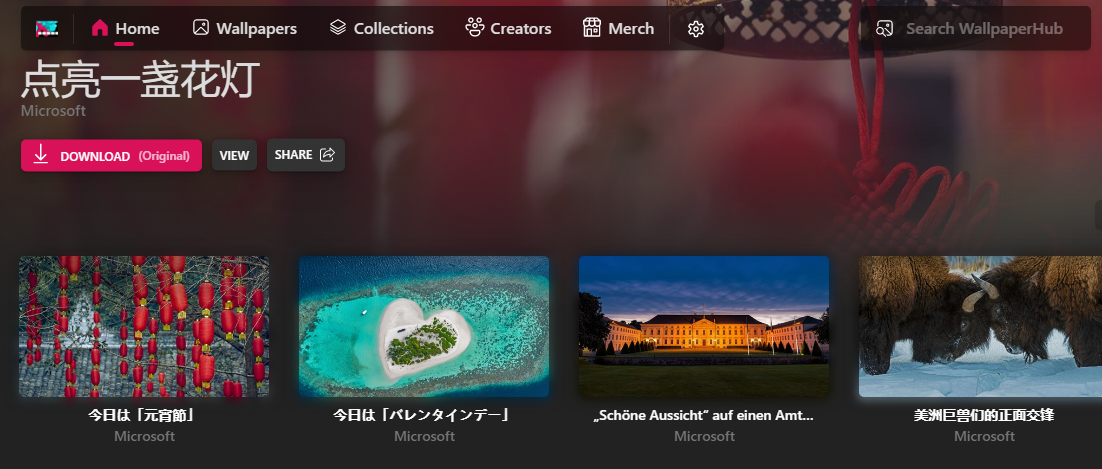 Home
Wallpapers
Collections
Creators
Merch
Search WallpaperHub
点亮一盏花灯
Microsoft
DOWNLOAD (Original)
VIEW
SHARE
今日は「元宵節」
Microsoft
今日は「バレンタインデー」
Microsoft
„Schöne Aussicht“ auf einen Amt...
Microsoft
美洲巨兽们的正面交锋
Microsoft